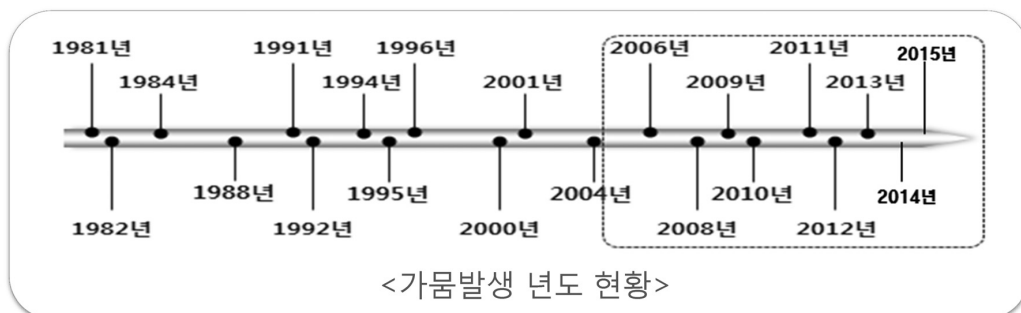 1981년 1991년 1996년 2006년 2011년 2015년
1984년 1994년 2001년 2009년 2013년
1988년 1995년 2004년 2010년 2014년
1982년 1992년 2000년 2008년 2012년
<가뭄발생 년도 현황>